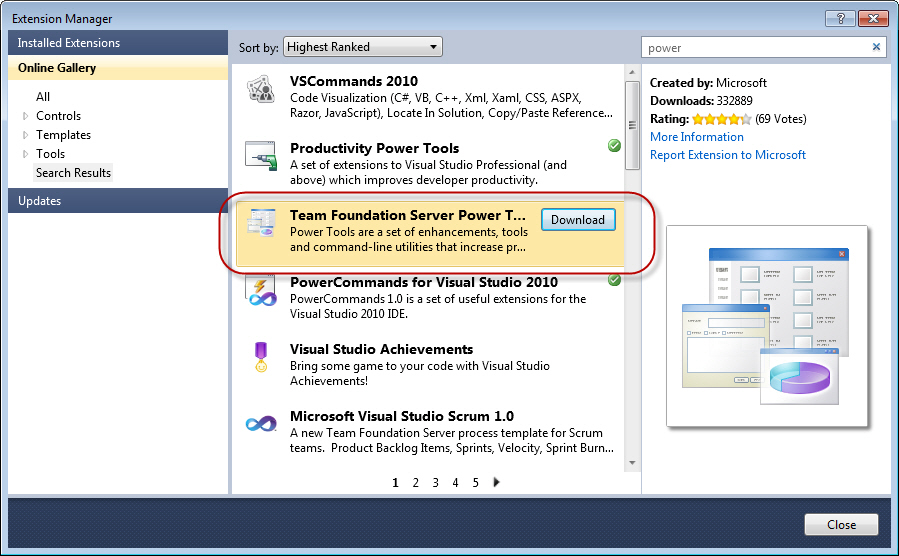 Extension Manager
Installed Extensions
Online Gallery
All
Controls
Templates
Tools
Search Results
Updates
Sort by: Highest Ranked
VSCommands 2010
Code Visualization (C#, VB, C++, Xml, Xaml, CSS, ASPX,
Razor, JavaScript), Locate In Solution, Copy/Paste Reference...
Productivity Power Tools
A set of extensions to Visual Studio Professional (and
above) which improves developer productivity.
Team Foundation Server Power T...
Download
Power Tools are a set of enhancements, tools
and command-line utilities that increase pr...
PowerCommands for Visual Studio 2010
PowerCommands 1.0 is a set of useful extensions for the
Visual Studio 2010 IDE.
Visual Studio Achievements
Bring some game to your code with Visual Studio
Achievements!
Microsoft Visual Studio Scrum 1.0
A new Team Foundation Server process template for Scrum
teams. Product Backlog Items, Sprints, Velocity, Sprint Burn...
1 2 3 4 5
power
Created by: Microsoft
Downloads: 332889
Rating: (69 Votes)
More Information
Report Extension to Microsoft
Close